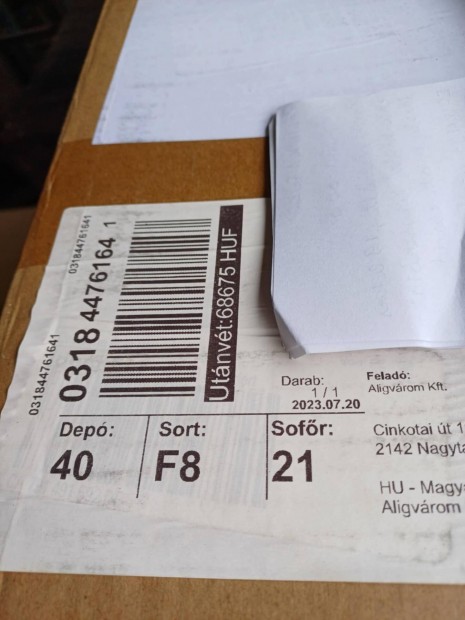 031844761641
031844761641
0318 4476164 1
Utánvét:68675 HUF
Darab:
1 / 1
2023.07.20
Feladó:
Aligvárom Kft.
Depó:
40
Sort:
F8
Sofőr:
21
Cinkotai út 1
2142 Nagyta
HU - Magya
Aligvárom